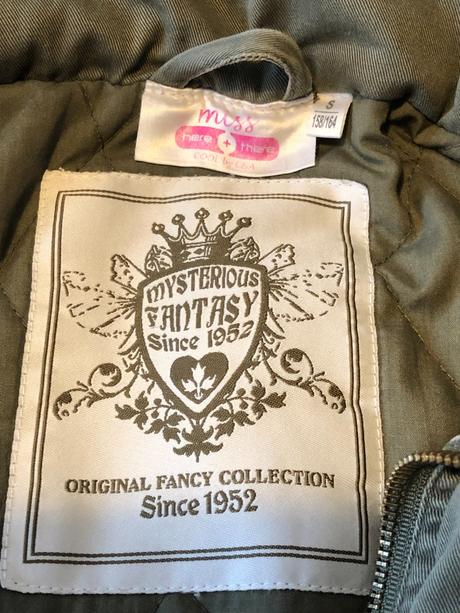 miss
here + there
COOL by C&A
S
158/164
MYSTERIOUS
FANTASY
Since 1952
ORIGINAL FANCY COLLECTION
Since 1952